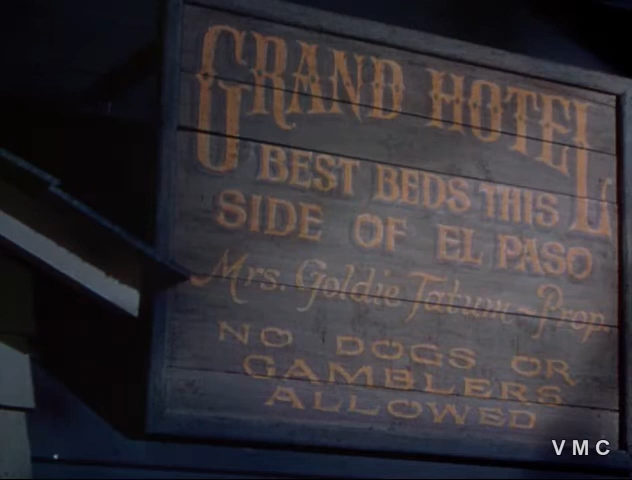 GRAND HOTEL
BEST BEDS THIS
SIDE OF EL PASO
Mrs. Goldie Tatum - Prop.
NO DOGS OR
GAMBLERS
ALLOWED
VMC